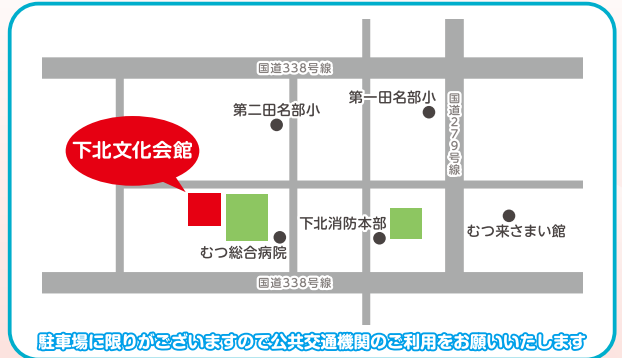 国道338号線
第一田名部小
第二田名部小
国道279号線
下北文化会館
下北消防本部
むつ来さまい館
むつ総合病院
国道338号線
駐車場に限りがございますので公共交通機関のご利用をお願いいたします